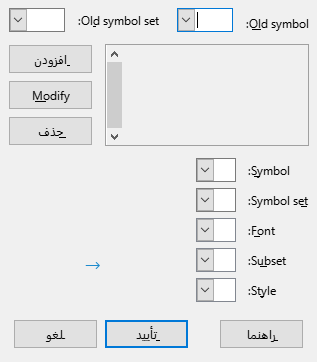 Old symbol:
Old symbol set:
افزودن
Modify
حذف
Symbol:
Symbol set:
Font:
Subset:
→
Style:
راهنما
تأیید
لغو